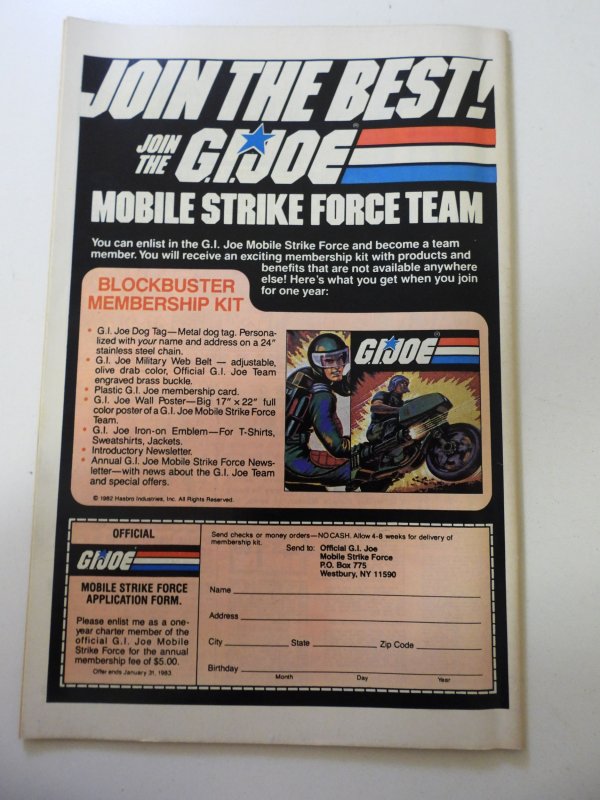 JOIN THE BEST!
JOIN
THE G.I. JOE®
MOBILE STRIKE FORCE TEAM
You can enlist in the G.I. Joe Mobile Strike Force and become a team
member. You will receive an exciting membership kit with products and
benefits that are not available anywhere
else! Here's what you get when you join
for one year:
BLOCKBUSTER
MEMBERSHIP KIT
• G.I. Joe Dog Tag—Metal dog tag. Persona-
lized with your name and address on a 24"
stainless steel chain.
• G.I. Joe Military Web Belt — adjustable,
olive drab color, Official G.I. Joe Team
engraved brass buckle.
• Plastic G.I. Joe membership card.
• G.I. Joe Wall Poster—Big 17" x 22" full
color poster of a G.I. Joe Mobile Strike Force
Team.
• G.I. Joe Iron-on Emblem—For T-Shirts,
Sweatshirts, Jackets.
• Introductory Newsletter.
• Annual G.I. Joe Mobile Strike Force News-
letter—with news about the G.I. Joe Team
and special offers.
© 1982 Hasbro Industries, Inc. All Rights Reserved.
G.I. JOE®
OFFICIAL
G.I. JOE
MOBILE STRIKE FORCE
APPLICATION FORM.
Please enlist me as a one-
year charter member of the
official G.I. Joe Mobile
Strike Force for the annual
membership fee of $5.00.
Offer ends January 31, 1983
Send checks or money orders—NO CASH. Allow 4-8 weeks for delivery of
membership kit.
Send to: Official G.I. Joe
Mobile Strike Force
P.O. Box 775
Westbury, NY 11590
Name
Address
City State Zip Code
Birthday
Month Day Year